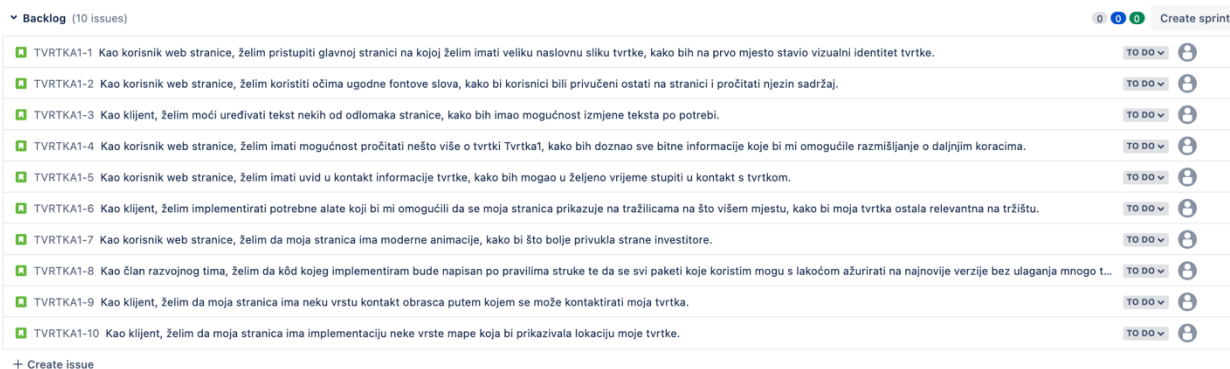 Backlog (10 issues) 0 0 0 Create sprint
TVRTKA1-1 Kao korisnik web stranice, želim pristupiti glavnoj stranici na kojoj želim imati veliku naslovnu sliku tvrtke, kako bih na prvo mjesto stavio vizualni identitet tvrtke. TO DO
TVRTKA1-2 Kao korisnik web stranice, želim koristiti očima ugodne fontove slova, kako bi korisnici bili privučeni ostati na stranici i pročitati njezin sadržaj. TO DO
TVRTKA1-3 Kao klijent, želim moći uređivati tekst nekih od odlomaka stranice, kako bih imao mogućnost izmjene teksta po potrebi. TO DO
TVRTKA1-4 Kao korisnik web stranice, želim imati mogućnost pročitati nešto više o tvrtki Tvrtka1, kako bih doznao sve bitne informacije koje bi mi omogućile razmišljanje o daljnjim koracima. TO DO
TVRTKA1-5 Kao korisnik web stranice, želim imati uvid u kontakt informacije tvrtke, kako bih mogao u željeno vrijeme stupiti u kontakt s tvrtkom. TO DO
TVRTKA1-6 Kao klijent, želim implementirati potrebne alate koji bi mi omogućili da se moja stranica prikazuje na tražilicama na što višem mjestu, kako bi moja tvrtka ostala relevantna na tržištu. TO DO
TVRTKA1-7 Kao korisnik web stranice, želim da moja stranica ima moderne animacije, kako bi što bolje privukla strane investitore. TO DO
TVRTKA1-8 Kao član razvojnog tima, želim da kôd kojeg implementiram bude napisan po pravilima struke te da se svi paketi koje koristim mogu s lakoćom ažurirati na najnovije verzije bez ulaganja mnogo t... TO DO
TVRTKA1-9 Kao klijent, želim da moja stranica ima neku vrstu kontakt obrasca putem kojem se može kontaktirati moja tvrtka. TO DO
TVRTKA1-10 Kao klijent, želim da moja stranica ima implementaciju neke vrste mape koja bi prikazivala lokaciju moje tvrtke. TO DO
+ Create issue